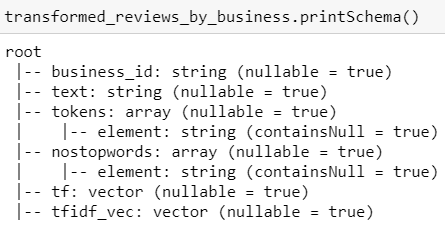 transformed_reviews_by_business.printSchema()
root
 |-- business_id: string (nullable = true)
 |-- text: string (nullable = true)
 |-- tokens: array (nullable = true)
 |    |-- element: string (containsNull = true)
 |-- nostopwords: array (nullable = true)
 |    |-- element: string (containsNull = true)
 |-- tf: vector (nullable = true)
 |-- tfidf_vec: vector (nullable = true)